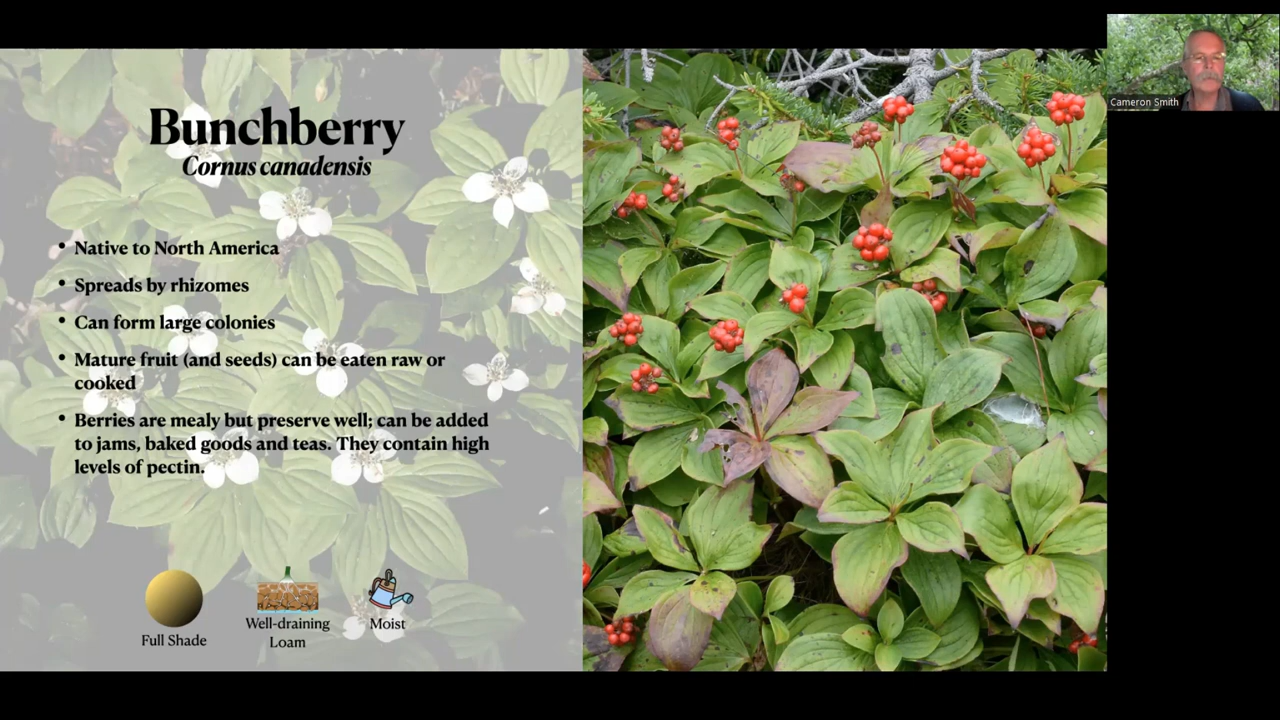 Cameron Smith
Bunchberry
Cornus canadensis
• Native to North America
• Spreads by rhizomes
• Can form large colonies
• Mature fruit (and seeds) can be eaten raw or
cooked
• Berries are mealy but preserve well; can be added
to jams, baked goods and teas. They contain high
levels of pectin.
Full Shade
Well-draining
Loam
Moist